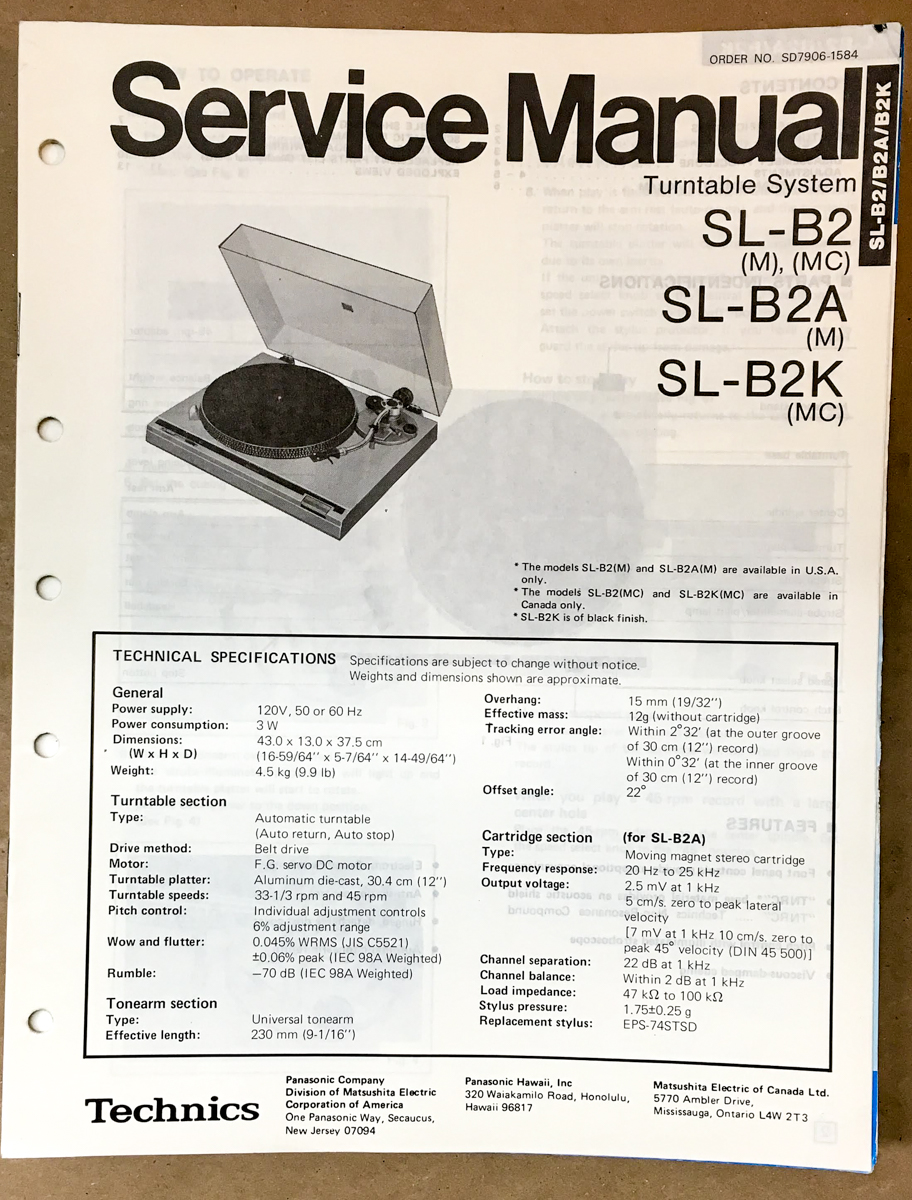 ORDER NO. SD7906-1584
Service Manual
SL-B2/B2A/B2K
Turntable System
SL-B2
(M), (MC)
SL-B2A
(M)
SL-B2K
(MC)
* The models SL-B2(M) and SL-B2A(M) are available in U.S.A.
only.
* The models SL-B2(MC) and SL-B2K(MC) are available in
Canada only.
* SL-B2K is of black finish.
TECHNICAL SPECIFICATIONS Specifications are subject to change without notice.
Weights and dimensions shown are approximate.
General
Power supply: 120V, 50 or 60 Hz
Power consumption: 3 W
Dimensions: 43.0 x 13.0 x 37.5 cm
(W x H x D) (16-59/64'' x 5-7/64'' x 14-49/64'')
Weight: 4.5 kg (9.9 lb)
Turntable section
Type: Automatic turntable
(Auto return, Auto stop)
Drive method: Belt drive
Motor: F.G. servo DC motor
Turntable platter: Aluminum die-cast, 30.4 cm (12'')
Turntable speeds: 33-1/3 rpm and 45 rpm
Pitch control: Individual adjustment controls
6% adjustment range
Wow and flutter: 0.045% WRMS (JIS C5521)
±0.06% peak (IEC 98A Weighted)
Rumble: −70 dB (IEC 98A Weighted)
Tonearm section
Type: Universal tonearm
Effective length: 230 mm (9-1/16'')
Overhang: 15 mm (19/32'')
Effective mass: 12g (without cartridge)
Tracking error angle: Within 2°32' (at the outer groove
of 30 cm (12'') record)
Within 0°32' (at the inner groove
of 30 cm (12'') record)
Offset angle: 22°
Cartridge section (for SL-B2A)
Type: Moving magnet stereo cartridge
Frequency response: 20 Hz to 25 kHz
Output voltage: 2.5 mV at 1 kHz
5 cm/s. zero to peak lateral
velocity
[7 mV at 1 kHz 10 cm/s. zero to
peak 45° velocity (DIN 45 500)]
Channel separation: 22 dB at 1 kHz
Channel balance: Within 2 dB at 1 kHz
Load impedance: 47 kΩ to 100 kΩ
Stylus pressure: 1.75±0.25 g
Replacement stylus: EPS-74STSD
Technics
Panasonic Company
Division of Matsushita Electric
Corporation of America
One Panasonic Way, Secaucus,
New Jersey 07094
Panasonic Hawaii, Inc
320 Waiakamilo Road, Honolulu,
Hawaii 96817
Matsushita Electric of Canada Ltd.
5770 Ambler Drive,
Mississauga, Ontario L4W 2T3